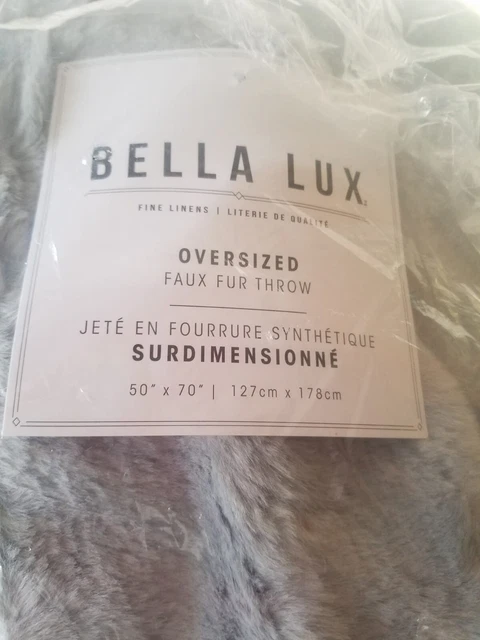 BELLA LUX
FINE LINENS | LITERIE DE QUALITÉ
OVERSIZED
FAUX FUR THROW
JETÉ EN FOURRURE SYNTHÉTIQUE
SURDIMENSIONNÉ
50" x 70" | 127cm x 178cm